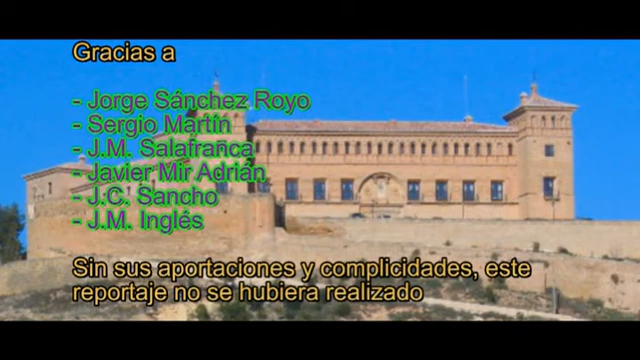 Gracias a
- Jorge Sánchez Royo
- Sergio Martín
- J.M. Salafranca
- Javier Mir Adrián
- J.C. Sancho
- J.M. Inglés
Sin sus aportaciones y complicidades, este
reportaje no se hubiera realizado